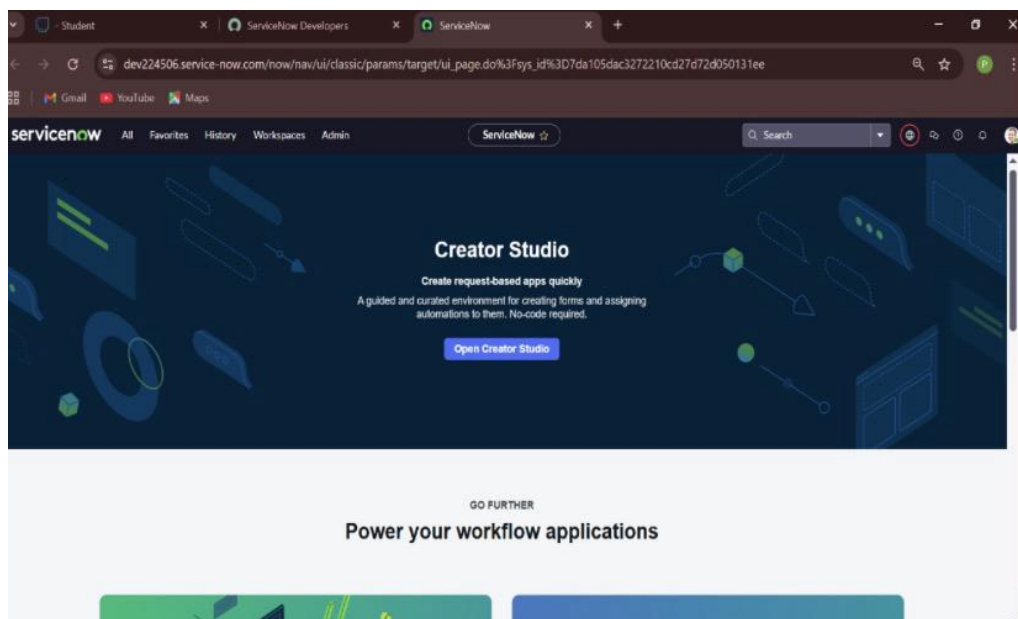 - Student
ServiceNow Developers
ServiceNow
dev224506.service-now.com/now/nav/ui/classic/params/target/ui_page.do%3Fsys_id%3D7da105dac3272210cd27d72d050131ee
P
Gmail
YouTube
Maps
servicenow All Favorites History Workspaces Admin
ServiceNow
Search
Creator Studio
Create request-based apps quickly
A guided and curated environment for creating forms and assigning
automations to them. No-code required.
Open Creator Studio
GO FURTHER
Power your workflow applications